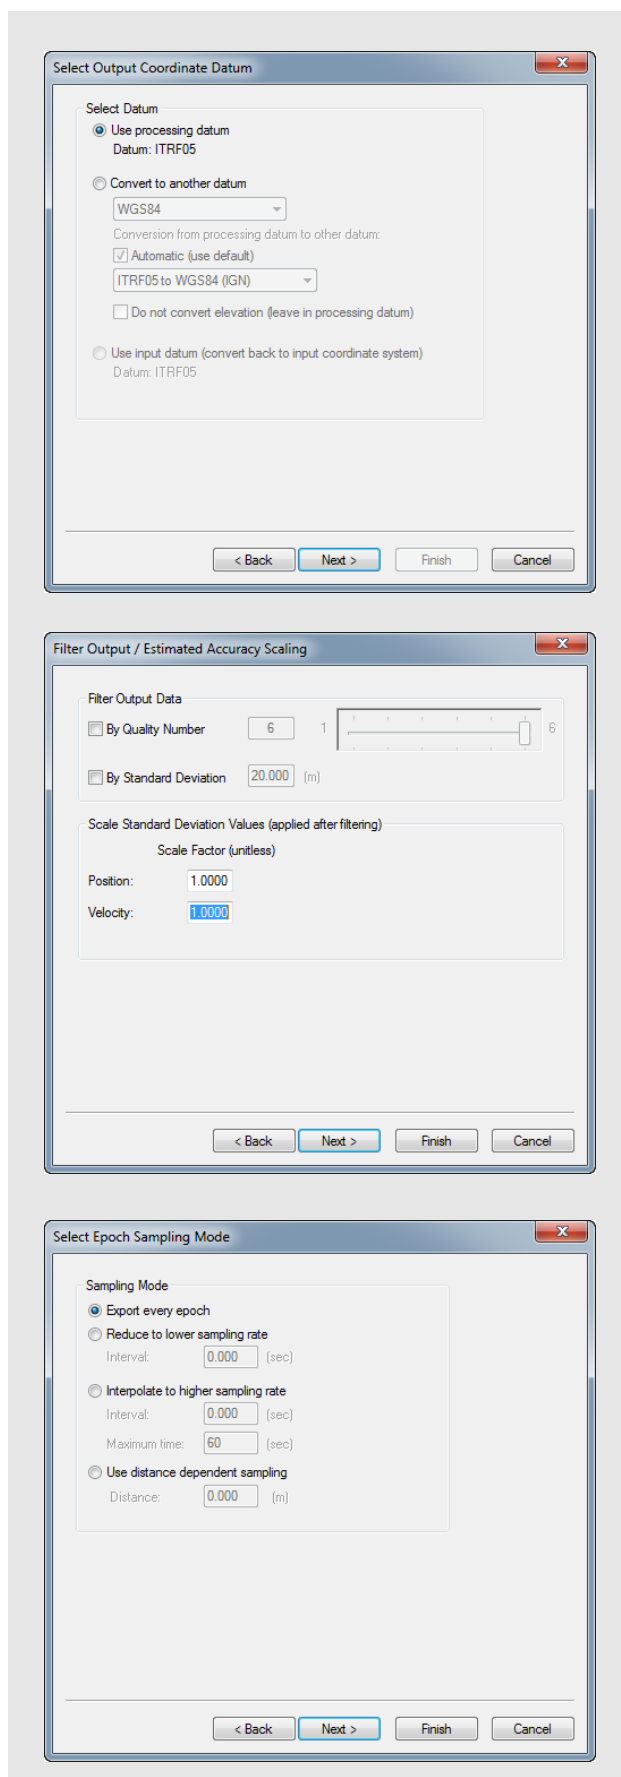 Select Output Coordinate Datum
Select Datum
Use processing datum
Datum: ITRF05
Convert to another datum
WGS84
Conversion from processing datum to other datum:
Automatic (use default)
ITRF05 to WGS84 (IGN)
Do not convert elevation (leave in processing datum)
Use input datum (convert back to input coordinate system)
Datum: ITRF05
< Back Next > Finish Cancel
Filter Output / Estimated Accuracy Scaling
Filter Output Data
By Quality Number 6 1 6
By Standard Deviation 20.000 (m)
Scale Standard Deviation Values (applied after filtering)
Scale Factor (unitless)
Position: 1.0000
Velocity: 1.0000
< Back Next > Finish Cancel
Select Epoch Sampling Mode
Sampling Mode
Export every epoch
Reduce to lower sampling rate
Interval: 0.000 (sec)
Interpolate to higher sampling rate
Interval: 0.000 (sec)
Maximum time: 60 (sec)
Use distance dependent sampling
Distance: 0.000 (m)
< Back Next > Finish Cancel